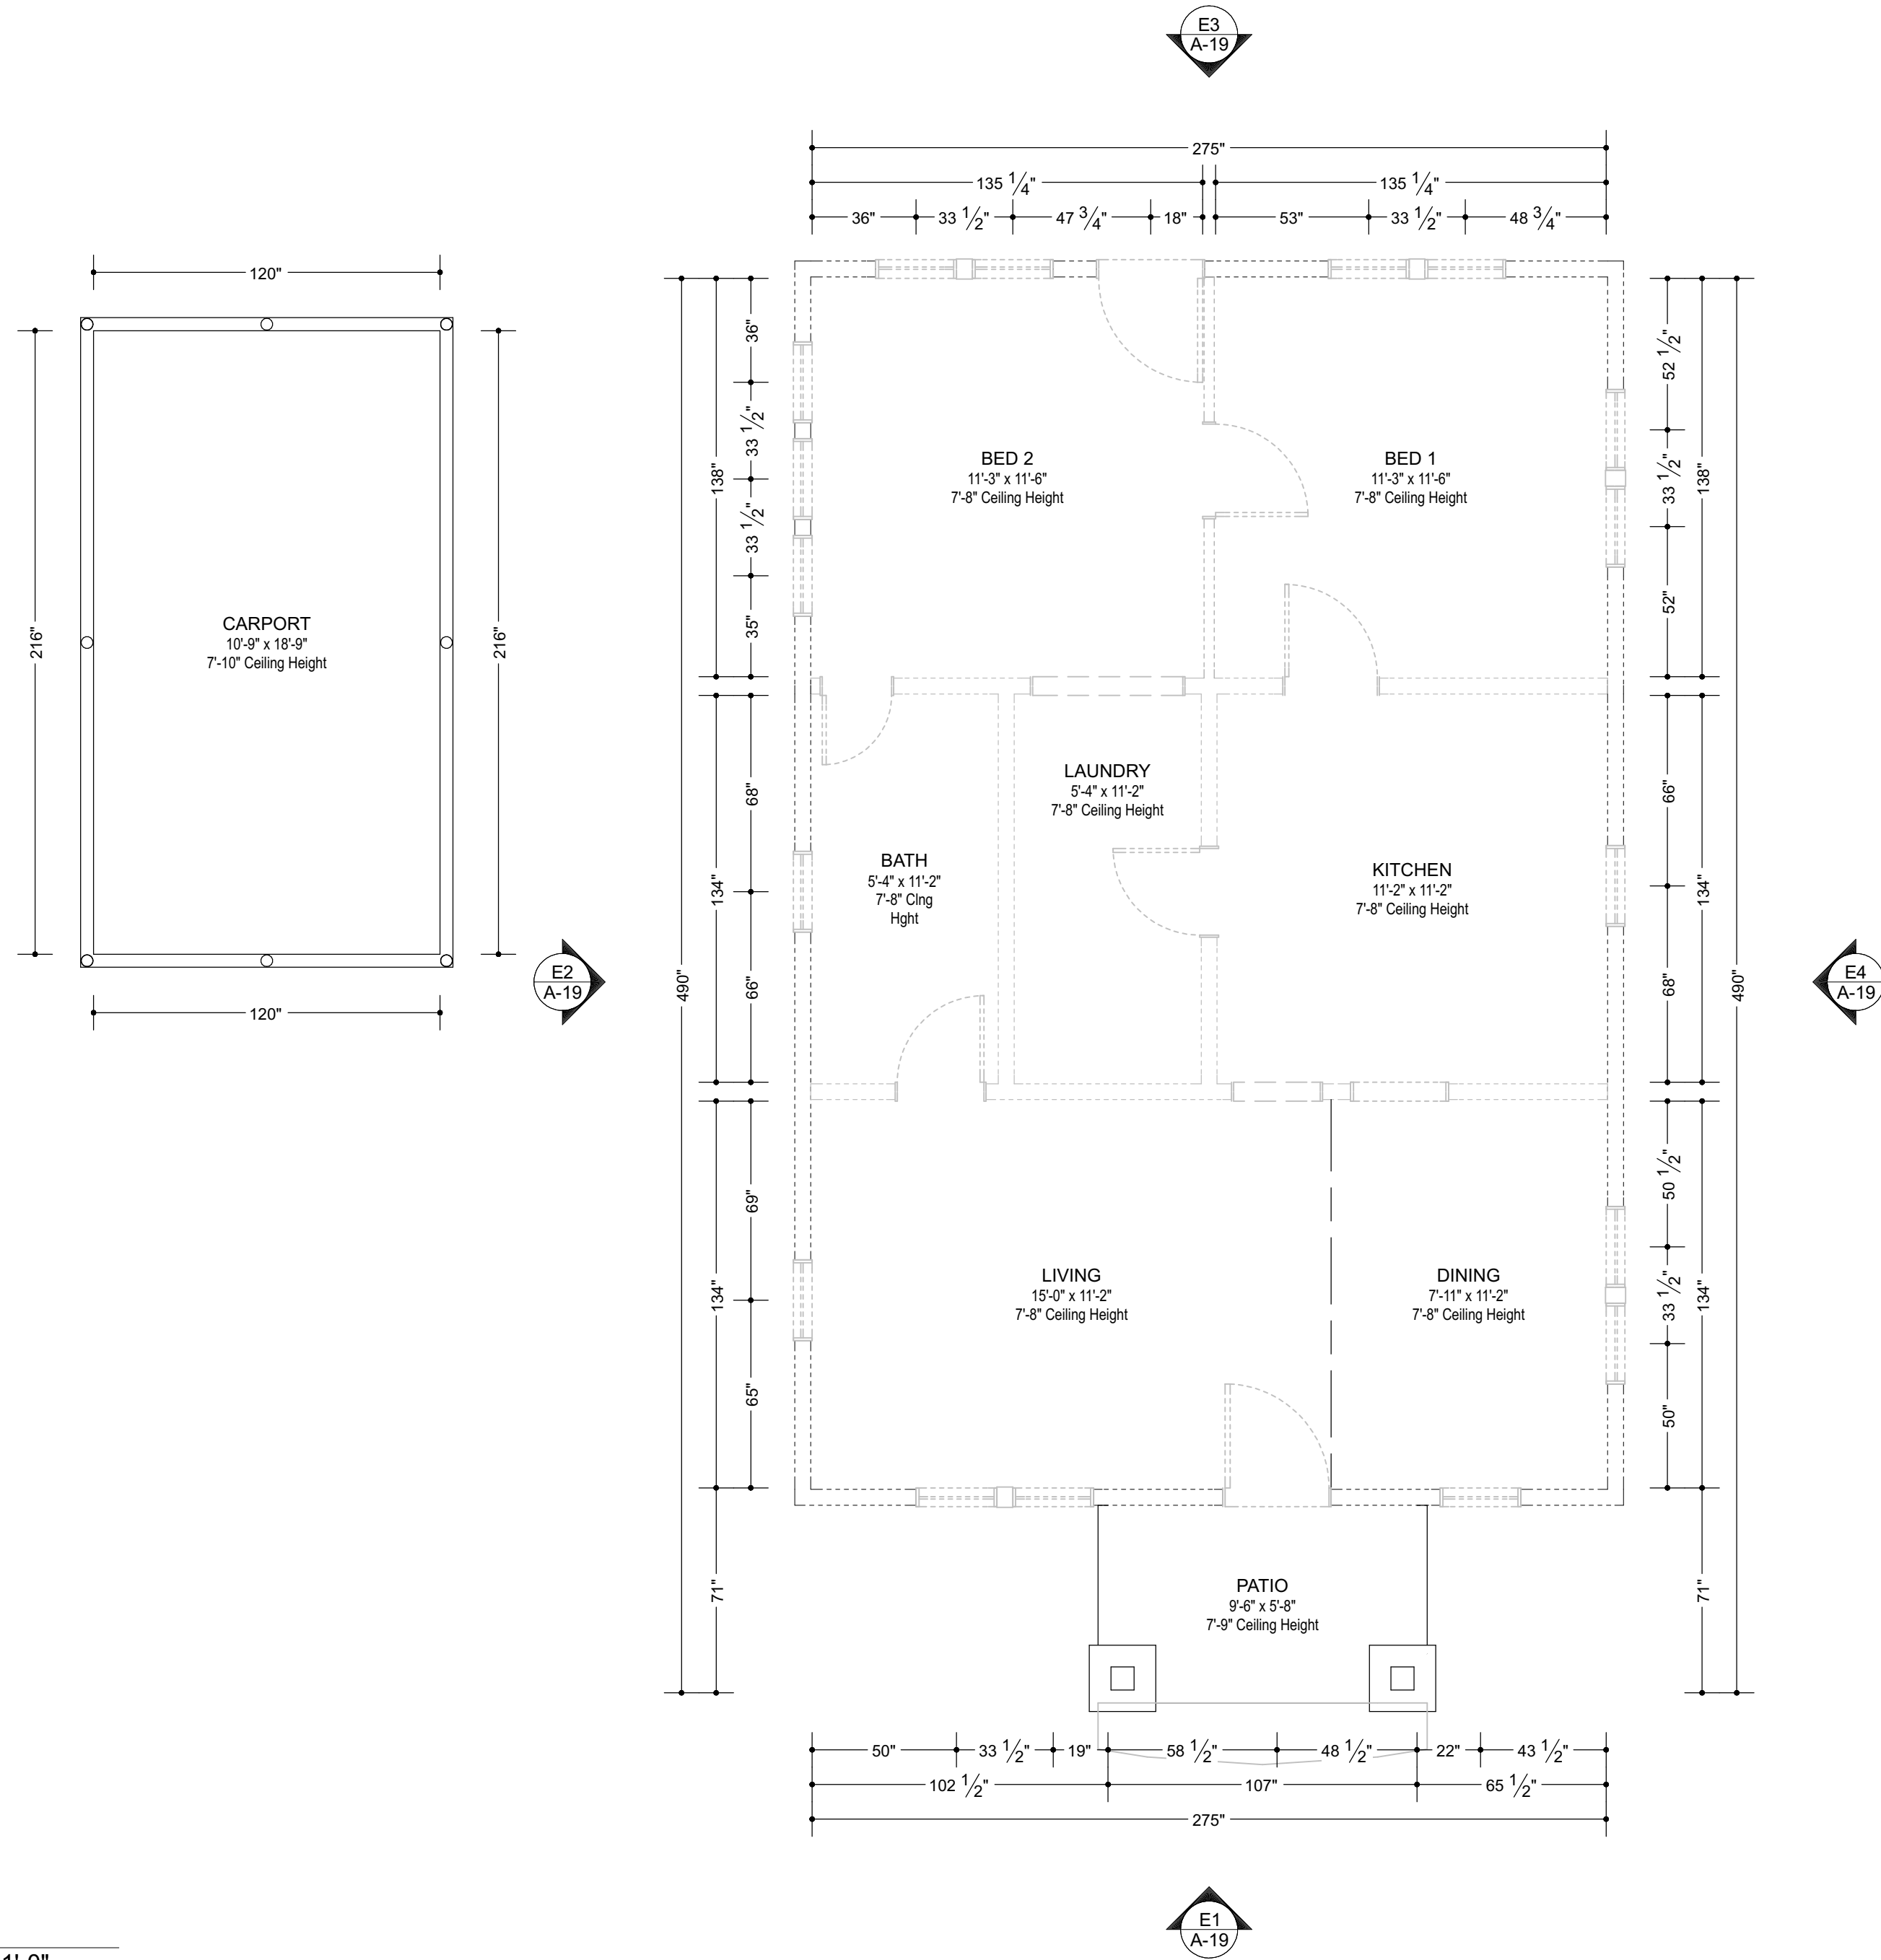 E3
A-19
275"
135 1/4"
135 1/4"
36"
33 1/2"
47 3/4"
18"
53"
33 1/2"
48 3/4"
120"
216"
216"
CARPORT
10'-9" x 18'-9"
7'-10" Ceiling Height
120"
E2
A-19
490"
138"
134"
134"
71"
36"
33 1/2"
33 1/2"
35"
68"
66"
69"
65"
BED 2
11'-3" x 11'-6"
7'-8" Ceiling Height
BED 1
11'-3" x 11'-6"
7'-8" Ceiling Height
LAUNDRY
5'-4" x 11'-2"
7'-8" Ceiling Height
BATH
5'-4" x 11'-2"
7'-8" Clng
Hght
KITCHEN
11'-2" x 11'-2"
7'-8" Ceiling Height
LIVING
15'-0" x 11'-2"
7'-8" Ceiling Height
DINING
7'-11" x 11'-2"
7'-8" Ceiling Height
PATIO
9'-6" x 5'-8"
7'-9" Ceiling Height
52 1/2"
33 1/2"
52"
66"
68"
50 1/2"
33 1/2"
50"
138"
134"
134"
71"
490"
E4
A-19
50"
33 1/2"
19"
58 1/2"
48 1/2"
22"
43 1/2"
102 1/2"
107"
65 1/2"
275"
E1
A-19